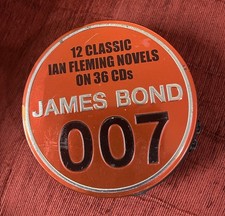 12 CLASSIC
IAN FLEMING NOVELS
ON 36 CDs
JAMES BOND
007